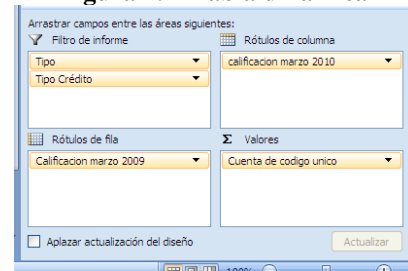 Arrastrar campos entre las áreas siguientes:
Filtro de informe
Rótulos de columna
Tipo
calificacion marzo 2010
Tipo Crédito
Rótulos de fila
Σ Valores
Calificacion marzo 2009
Cuenta de codigo unico
Aplazar actualización del diseño
Actualizar
100%